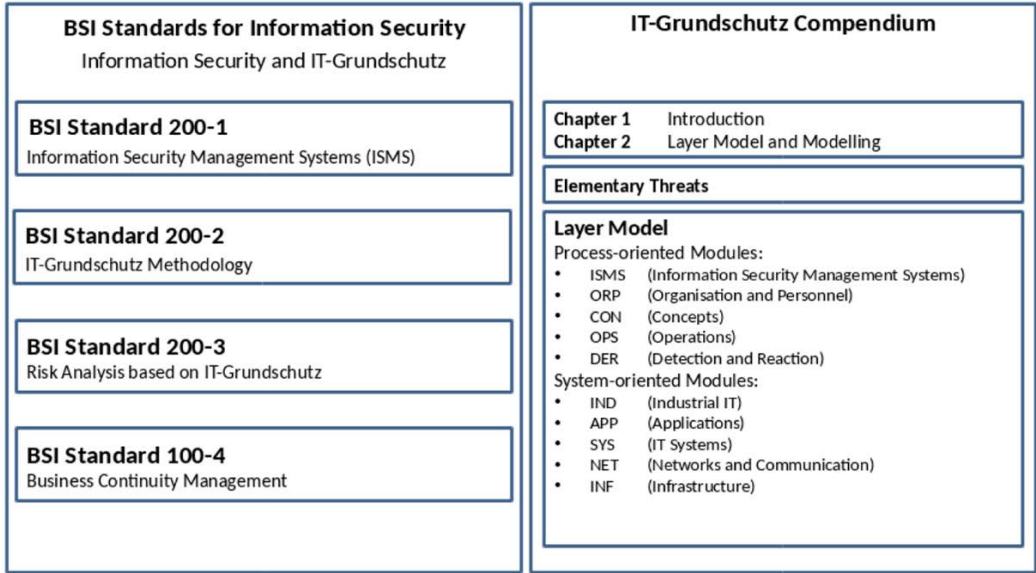 BSI Standards for Information Security
Information Security and IT-Grundschutz
BSI Standard 200-1
Information Security Management Systems (ISMS)
BSI Standard 200-2
IT-Grundschutz Methodology
BSI Standard 200-3
Risk Analysis based on IT-Grundschutz
BSI Standard 100-4
Business Continuity Management
IT-Grundschutz Compendium
Chapter 1 Introduction
Chapter 2 Layer Model and Modelling
Elementary Threats
Layer Model
Process-oriented Modules:
• ISMS (Information Security Management Systems)
• ORP (Organisation and Personnel)
• CON (Concepts)
• OPS (Operations)
• DER (Detection and Reaction)
System-oriented Modules:
• IND (Industrial IT)
• APP (Applications)
• SYS (IT Systems)
• NET (Networks and Communication)
• INF (Infrastructure)